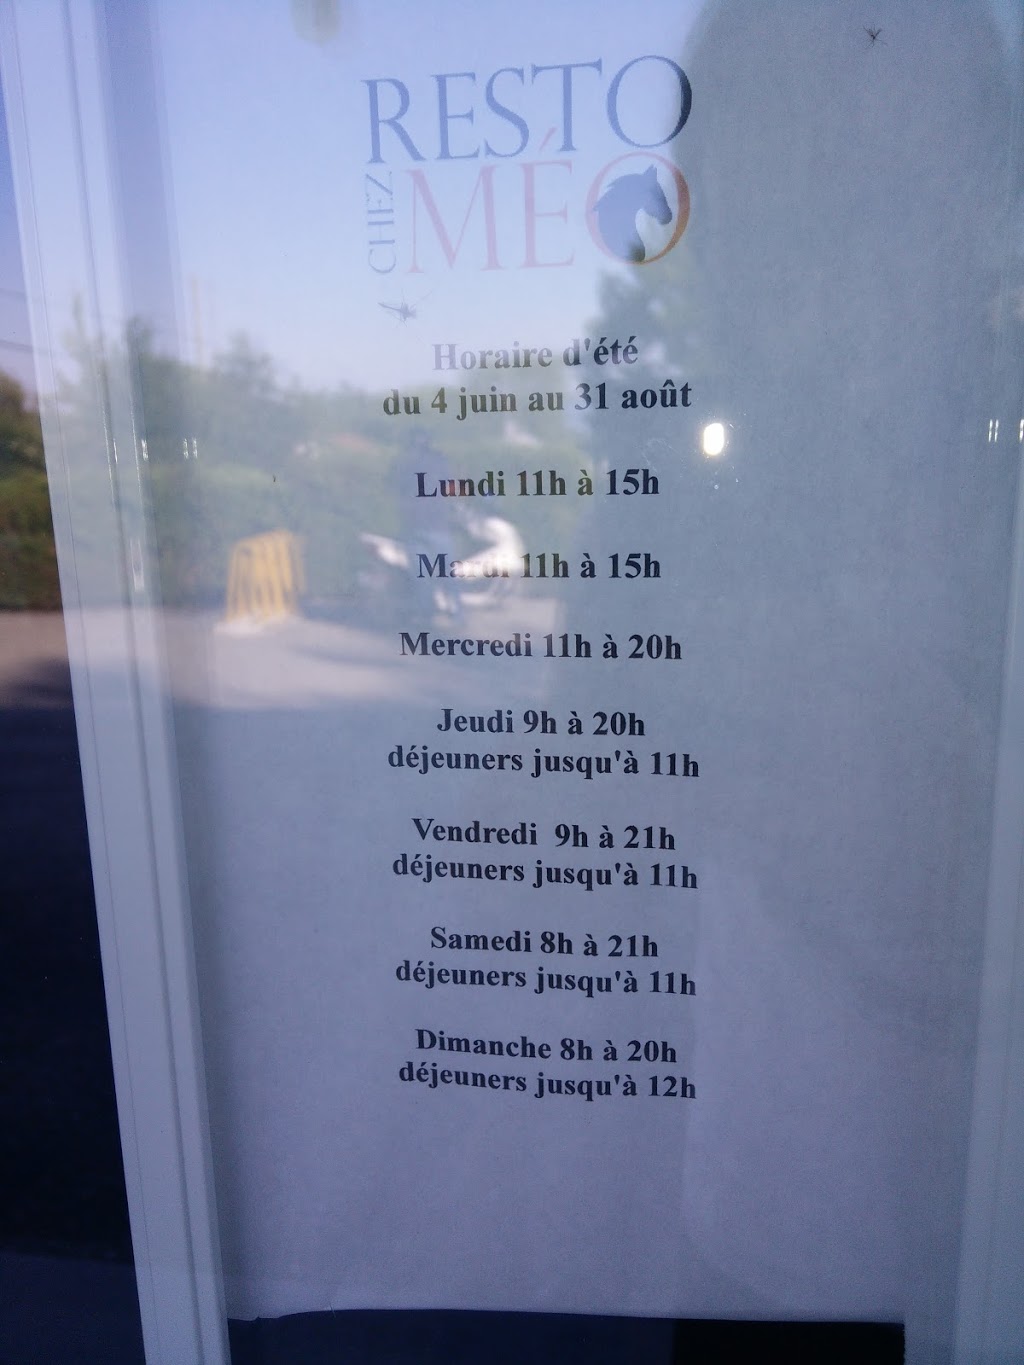 RESTO
CHEZ MÉO
Horaire d'été
du 4 juin au 31 août
Lundi 11h à 15h
Mardi 11h à 15h
Mercredi 11h à 20h
Jeudi 9h à 20h
déjeuners jusqu'à 11h
Vendredi 9h à 21h
déjeuners jusqu'à 11h
Samedi 8h à 21h
déjeuners jusqu'à 11h
Dimanche 8h à 20h
déjeuners jusqu'à 12h